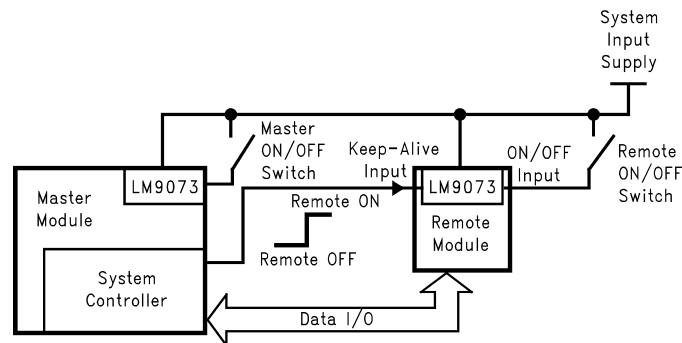 System
Input
Supply
Master
ON/OFF
Switch
Keep-Alive
Input
ON/OFF
Input
Remote
ON/OFF
Switch
LM9073
LM9073
Master
Module
Remote ON
Remote OFF
Remote
Module
System
Controller
Data I/O